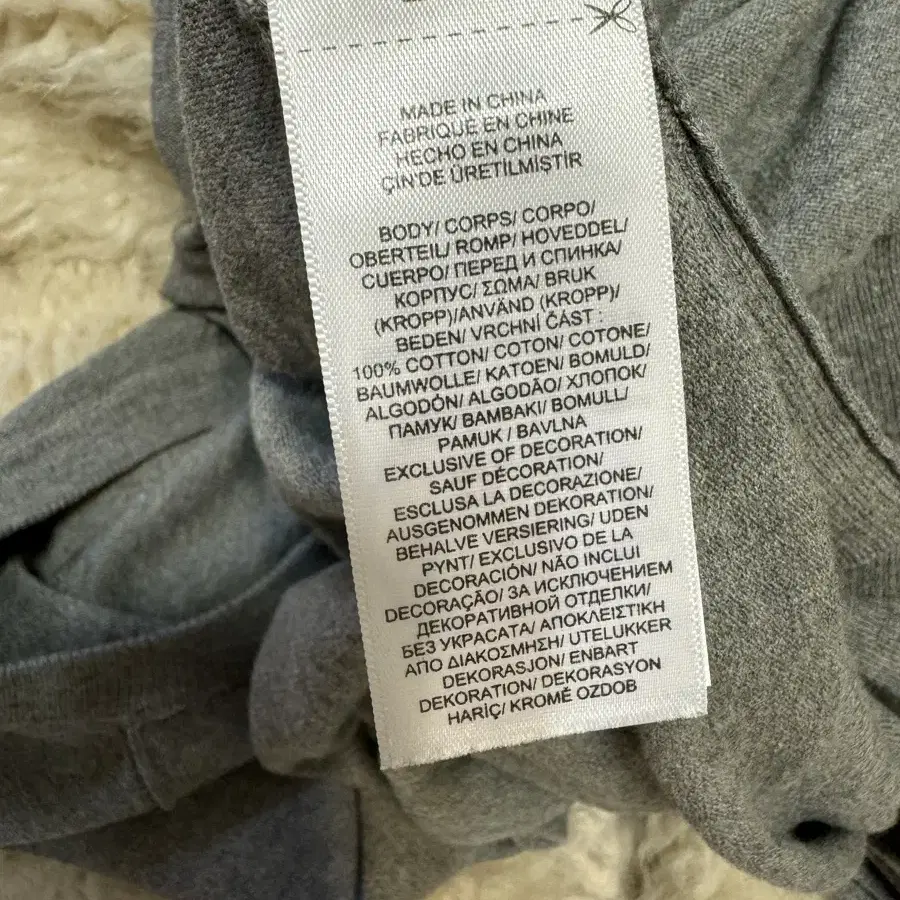 MADE IN CHINA
FABRIQUÉ EN CHINE
HECHO EN CHINA
ÇİN'DE ÜRETİLMİŞTİR
BODY/ CORPS/ CORPO/
OBERTEIL/ ROMP/ HOVEDDEL/
CUERPO/ ПЕРЕД И СПИНКА/
КОРПУС/ ΣΩΜΑ/ BRUK
(KROPP)/ANVÄND (KROPP)/
BEDEN/ VRCHNÍ ČÁST :
100% COTTON/ COTON/ COTONE/
BAUMWOLLE/ KATOEN/ BOMULD/
ALGODÓN/ ALGODÃO/ ХЛОПОК/
ПАМУК/ BAMBAKI/ BOMULL/
PAMUK / BAVLNA
EXCLUSIVE OF DECORATION/
SAUF DÉCORATION/
ESCLUSA LA DECORAZIONE/
AUSGENOMMEN DEKORATION/
BEHALVE VERSIERING/ UDEN
PYNT/ EXCLUSIVO DE LA
DECORACIÓN/ NÃO INCLUI
DECORAÇÃO/ ЗА ИСКЛЮЧЕНИЕМ
ДЕКОРАТИВНОЙ ОТДЕЛКИ/
БЕЗ УКРАСАТА/ ΑΠΟΚΛΕΙΣΤΙΚΗ
ΑΠΟ ΔΙΑΚΟΣΜΗΣΗ/ UTELUKKER
DEKORASJON/ ENBART
DEKORATION/ DEKORASYON
HARİÇ/ KROMĚ OZDOB